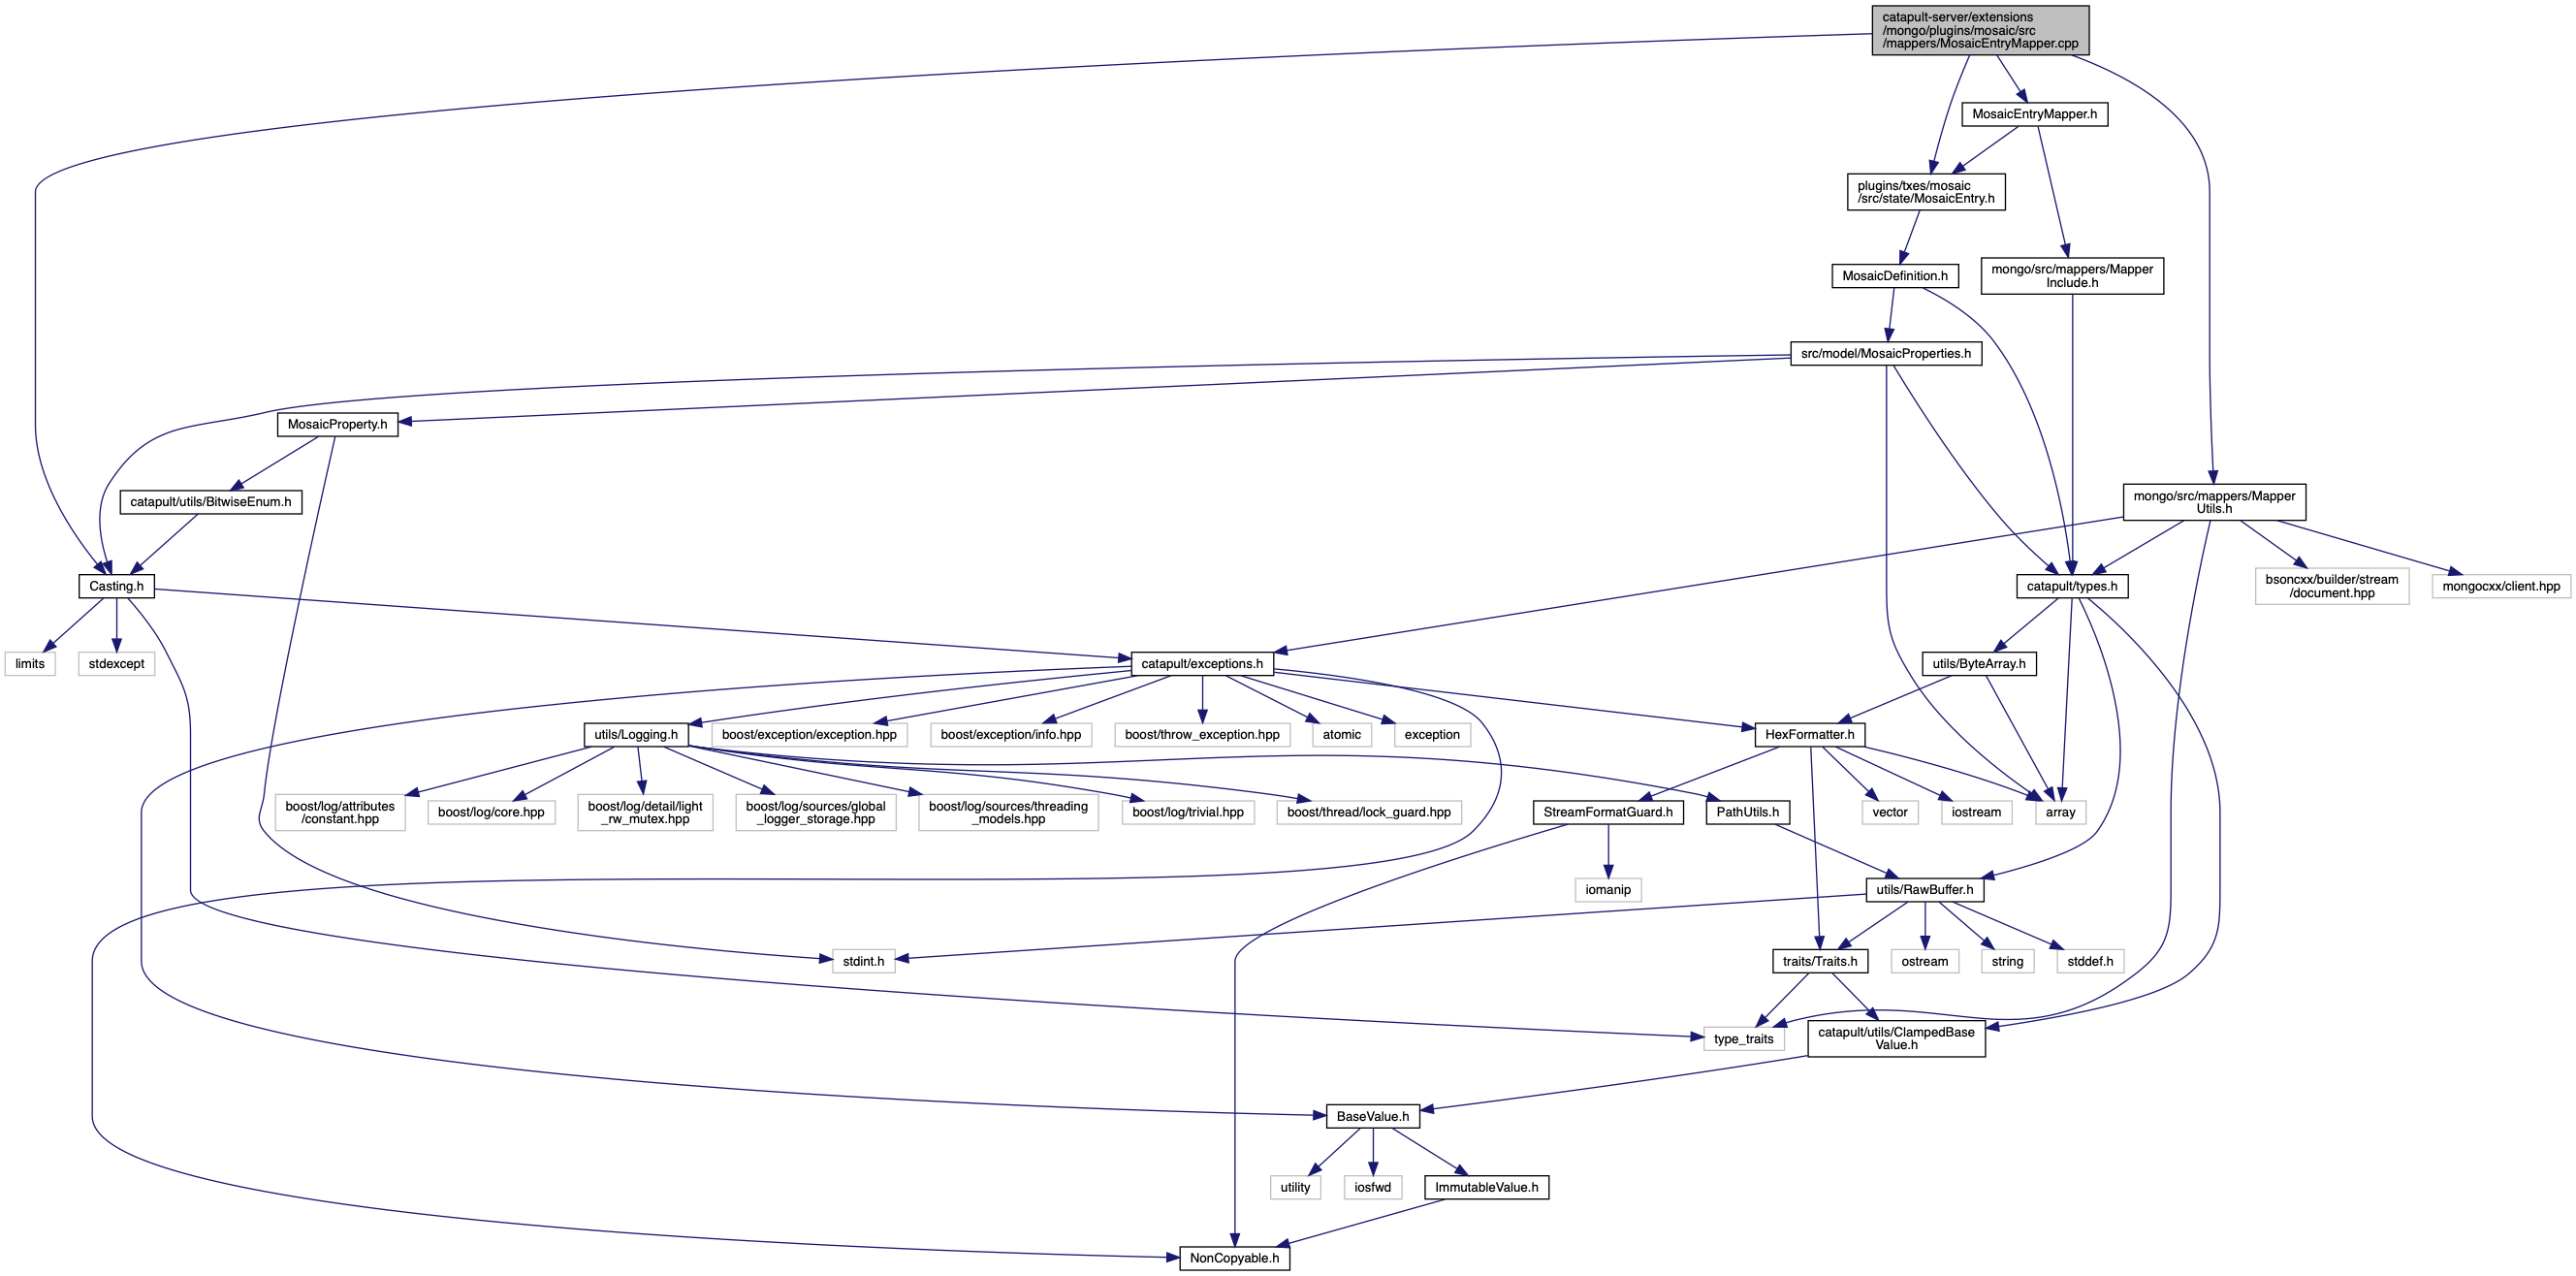 catapult-server/extensions
/mongo/plugins/mosaic/src
/mappers/MosaicEntryMapper.cpp
MosaicEntryMapper.h
plugins/txes/mosaic
/src/state/MosaicEntry.h
MosaicDefinition.h
mongo/src/mappers/Mapper
Include.h
src/model/MosaicProperties.h
MosaicProperty.h
catapult/utils/BitwiseEnum.h
mongo/src/mappers/Mapper
Utils.h
Casting.h
catapult/types.h
bsoncxx/builder/stream
/document.hpp
mongocxx/client.hpp
limits
stdexcept
catapult/exceptions.h
utils/ByteArray.h
utils/Logging.h
boost/exception/exception.hpp
boost/exception/info.hpp
boost/throw_exception.hpp
atomic
exception
HexFormatter.h
boost/log/attributes
/constant.hpp
boost/log/core.hpp
boost/log/detail/light
_rw_mutex.hpp
boost/log/sources/global
_logger_storage.hpp
boost/log/sources/threading
_models.hpp
boost/log/trivial.hpp
boost/thread/lock_guard.hpp
StreamFormatGuard.h
PathUtils.h
vector
iostream
array
iomanip
utils/RawBuffer.h
stdint.h
traits/Traits.h
ostream
string
stddef.h
type_traits
catapult/utils/ClampedBase
Value.h
BaseValue.h
utility
iosfwd
ImmutableValue.h
NonCopyable.h